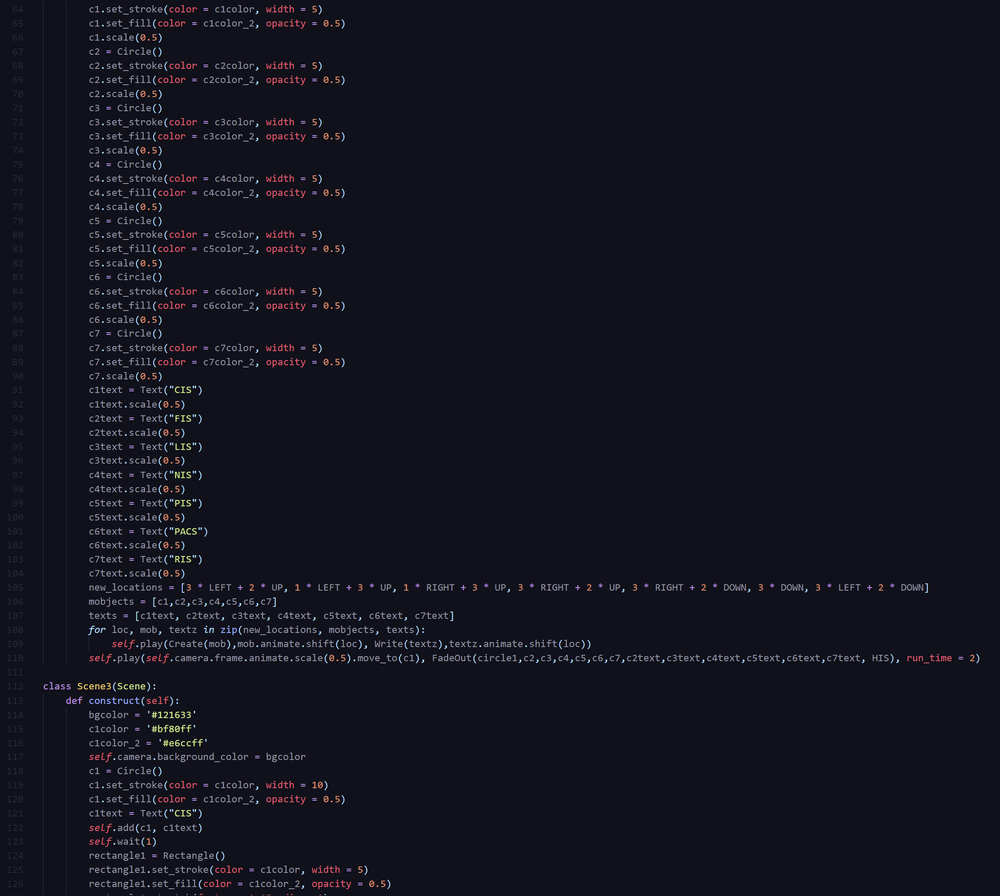 64 c1.set_stroke(color = c1color, width = 5)
65 c1.set_fill(color = c1color_2, opacity = 0.5)
66 c1.scale(0.5)
67 c2 = Circle()
68 c2.set_stroke(color = c2color, width = 5)
69 c2.set_fill(color = c2color_2, opacity = 0.5)
70 c2.scale(0.5)
71 c3 = Circle()
72 c3.set_stroke(color = c3color, width = 5)
73 c3.set_fill(color = c3color_2, opacity = 0.5)
74 c3.scale(0.5)
75 c4 = Circle()
76 c4.set_stroke(color = c4color, width = 5)
77 c4.set_fill(color = c4color_2, opacity = 0.5)
78 c4.scale(0.5)
79 c5 = Circle()
80 c5.set_stroke(color = c5color, width = 5)
81 c5.set_fill(color = c5color_2, opacity = 0.5)
82 c5.scale(0.5)
83 c6 = Circle()
84 c6.set_stroke(color = c6color, width = 5)
85 c6.set_fill(color = c6color_2, opacity = 0.5)
86 c6.scale(0.5)
87 c7 = Circle()
88 c7.set_stroke(color = c7color, width = 5)
89 c7.set_fill(color = c7color_2, opacity = 0.5)
90 c7.scale(0.5)
91 c1text = Text("CIS")
92 c1text.scale(0.5)
93 c2text = Text("FIS")
94 c2text.scale(0.5)
95 c3text = Text("LIS")
96 c3text.scale(0.5)
97 c4text = Text("NIS")
98 c4text.scale(0.5)
99 c5text = Text("PIS")
100 c5text.scale(0.5)
101 c6text = Text("PACS")
102 c6text.scale(0.5)
103 c7text = Text("RIS")
104 c7text.scale(0.5)
105 new_locations = [3 * LEFT + 2 * UP, 1 * LEFT + 3 * UP, 1 * RIGHT + 3 * UP, 3 * RIGHT + 2 * UP, 3 * RIGHT + 2 * DOWN, 3 * DOWN, 3 * LEFT + 2 * DOWN]
106 mobjects = [c1,c2,c3,c4,c5,c6,c7]
107 texts = [c1text, c2text, c3text, c4text, c5text, c6text, c7text]
108 for loc, mob, textz in zip(new_locations, mobjects, texts):
109 self.play(Create(mob),mob.animate.shift(loc), Write(textz),textz.animate.shift(loc))
110 self.play(self.camera.frame.animate.scale(0.5).move_to(c1), FadeOut(circle1,c2,c3,c4,c5,c6,c7,c2text,c3text,c4text,c5text,c6text,c7text, HIS), run_time = 2)
111
112 class Scene3(Scene):
113 def construct(self):
114 bgcolor = '#121633'
115 c1color = '#bf80ff'
116 c1color_2 = '#e6ccff'
117 self.camera.background_color = bgcolor
118 c1 = Circle()
119 c1.set_stroke(color = c1color, width = 10)
120 c1.set_fill(color = c1color_2, opacity = 0.5)
121 c1text = Text("CIS")
122 self.add(c1, c1text)
123 self.wait(1)
124 rectangle1 = Rectangle()
125 rectangle1.set_stroke(color = c1color, width = 5)
126 rectangle1.set_fill(color = c1color_2, opacity = 0.5)